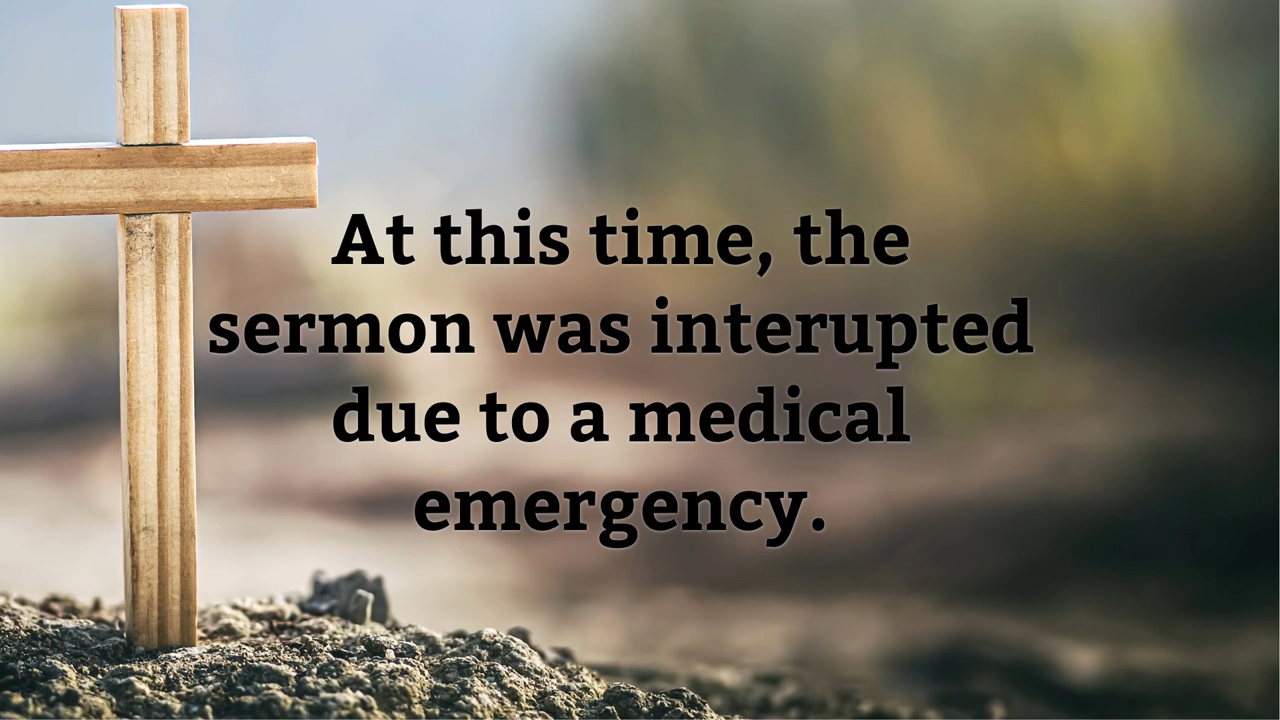 At this time, the
sermon was interupted
due to a medical
emergency.